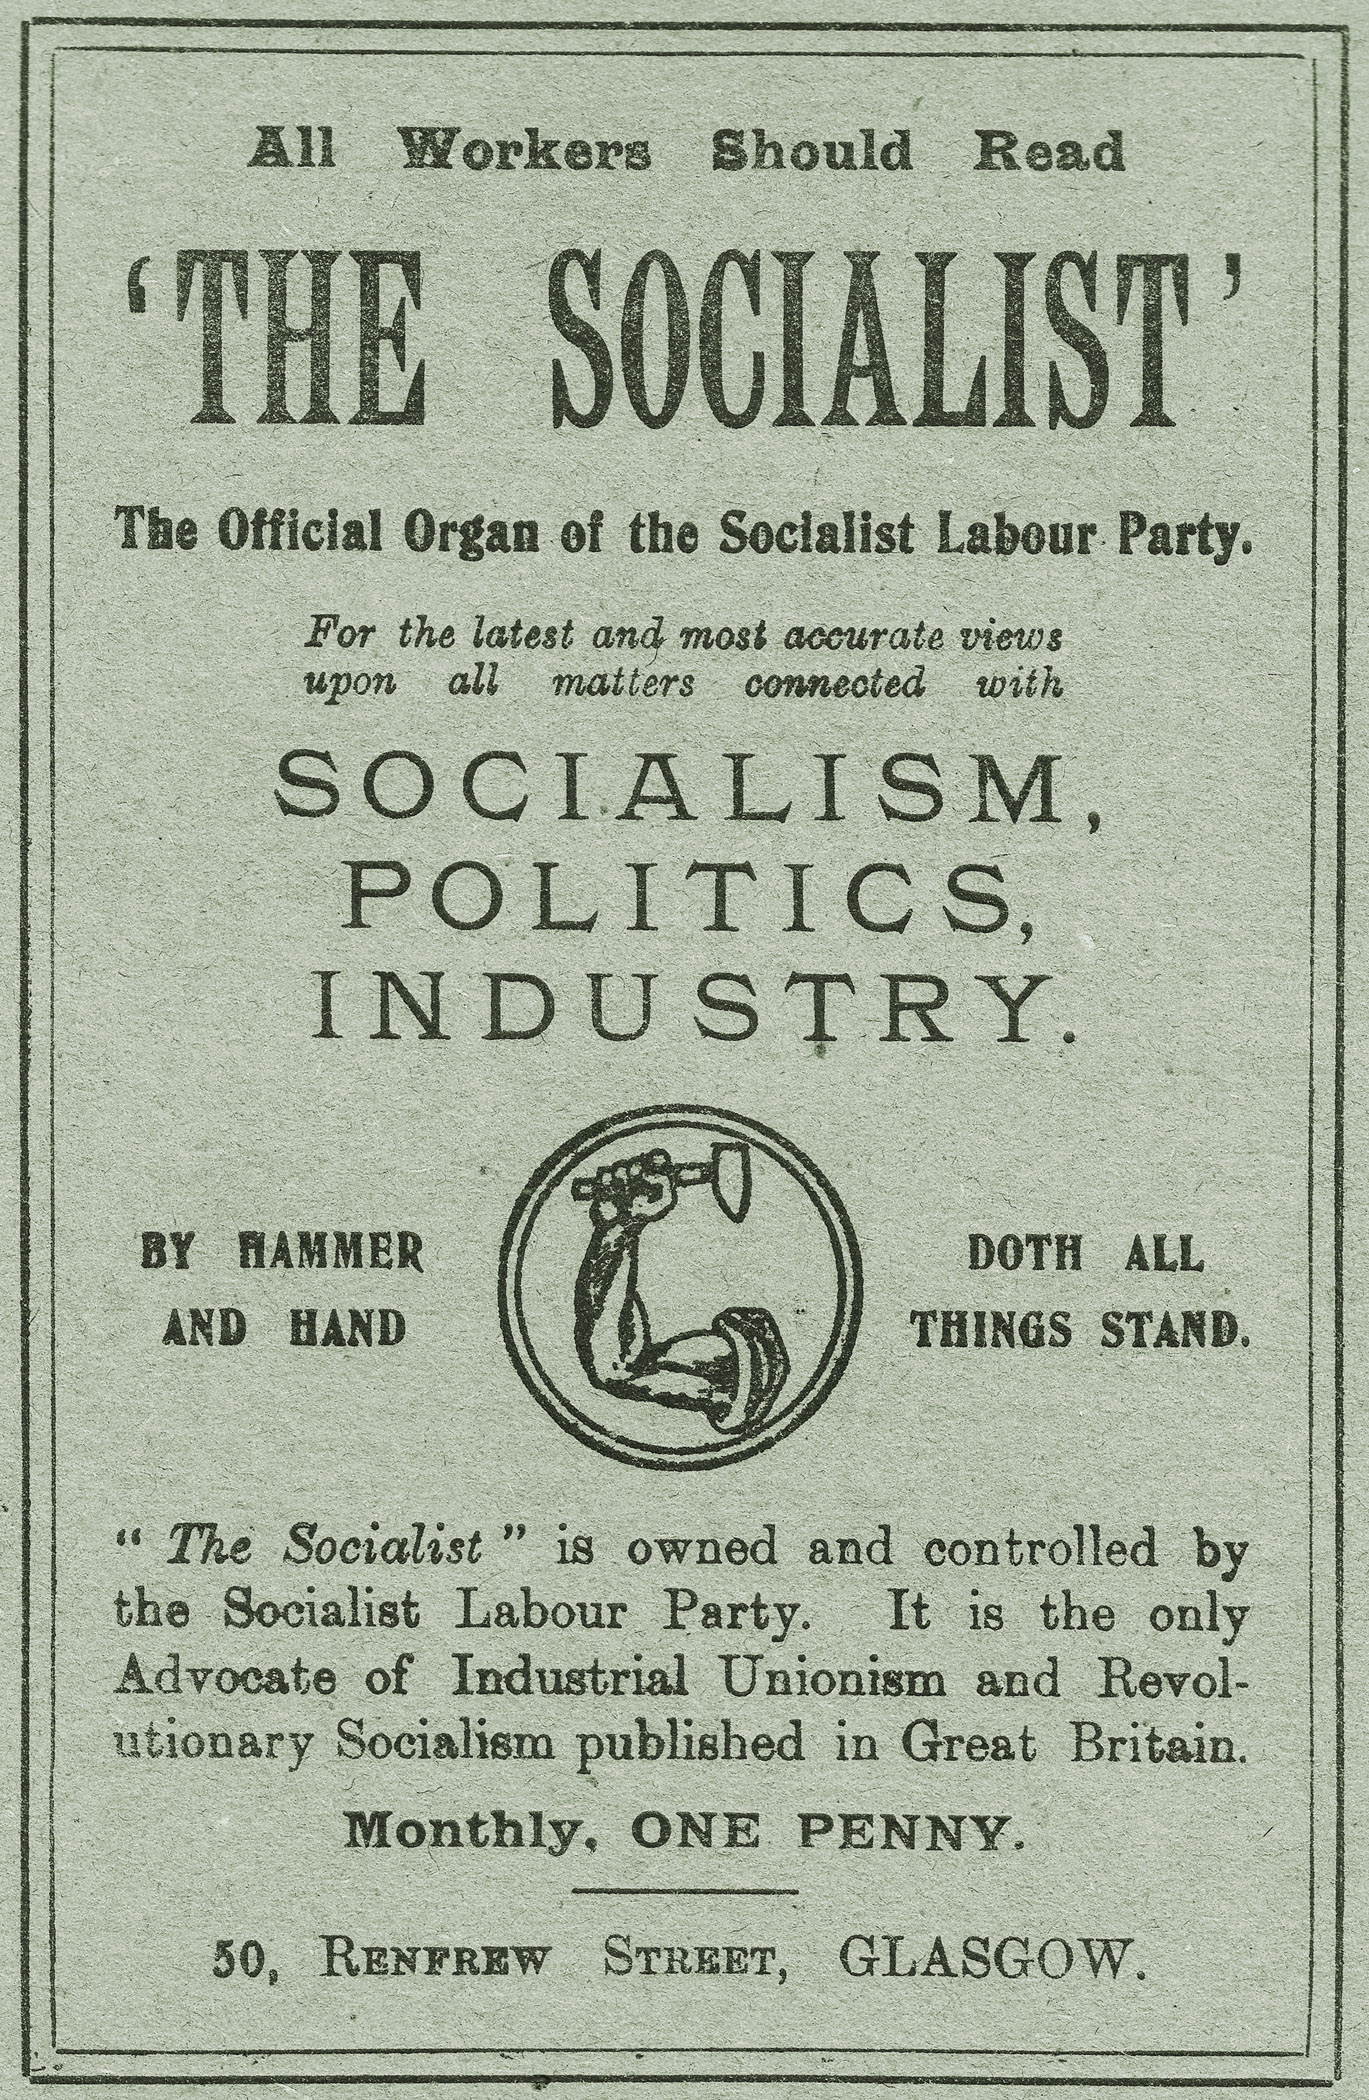 All Workers Should Read
‘THE SOCIALIST’
The Official Organ of the Socialist Labour Party.
For the latest and most accurate views
upon all matters connected with
SOCIALISM,
POLITICS,
INDUSTRY.
BY HAMMER
AND HAND
DOTH ALL
THINGS STAND.
“ The Socialist ” is owned and controlled by
the Socialist Labour Party. It is the only
Advocate of Industrial Unionism and Revol-
utionary Socialism published in Great Britain.
Monthly, ONE PENNY.
50, RENFREW STREET, GLASGOW.